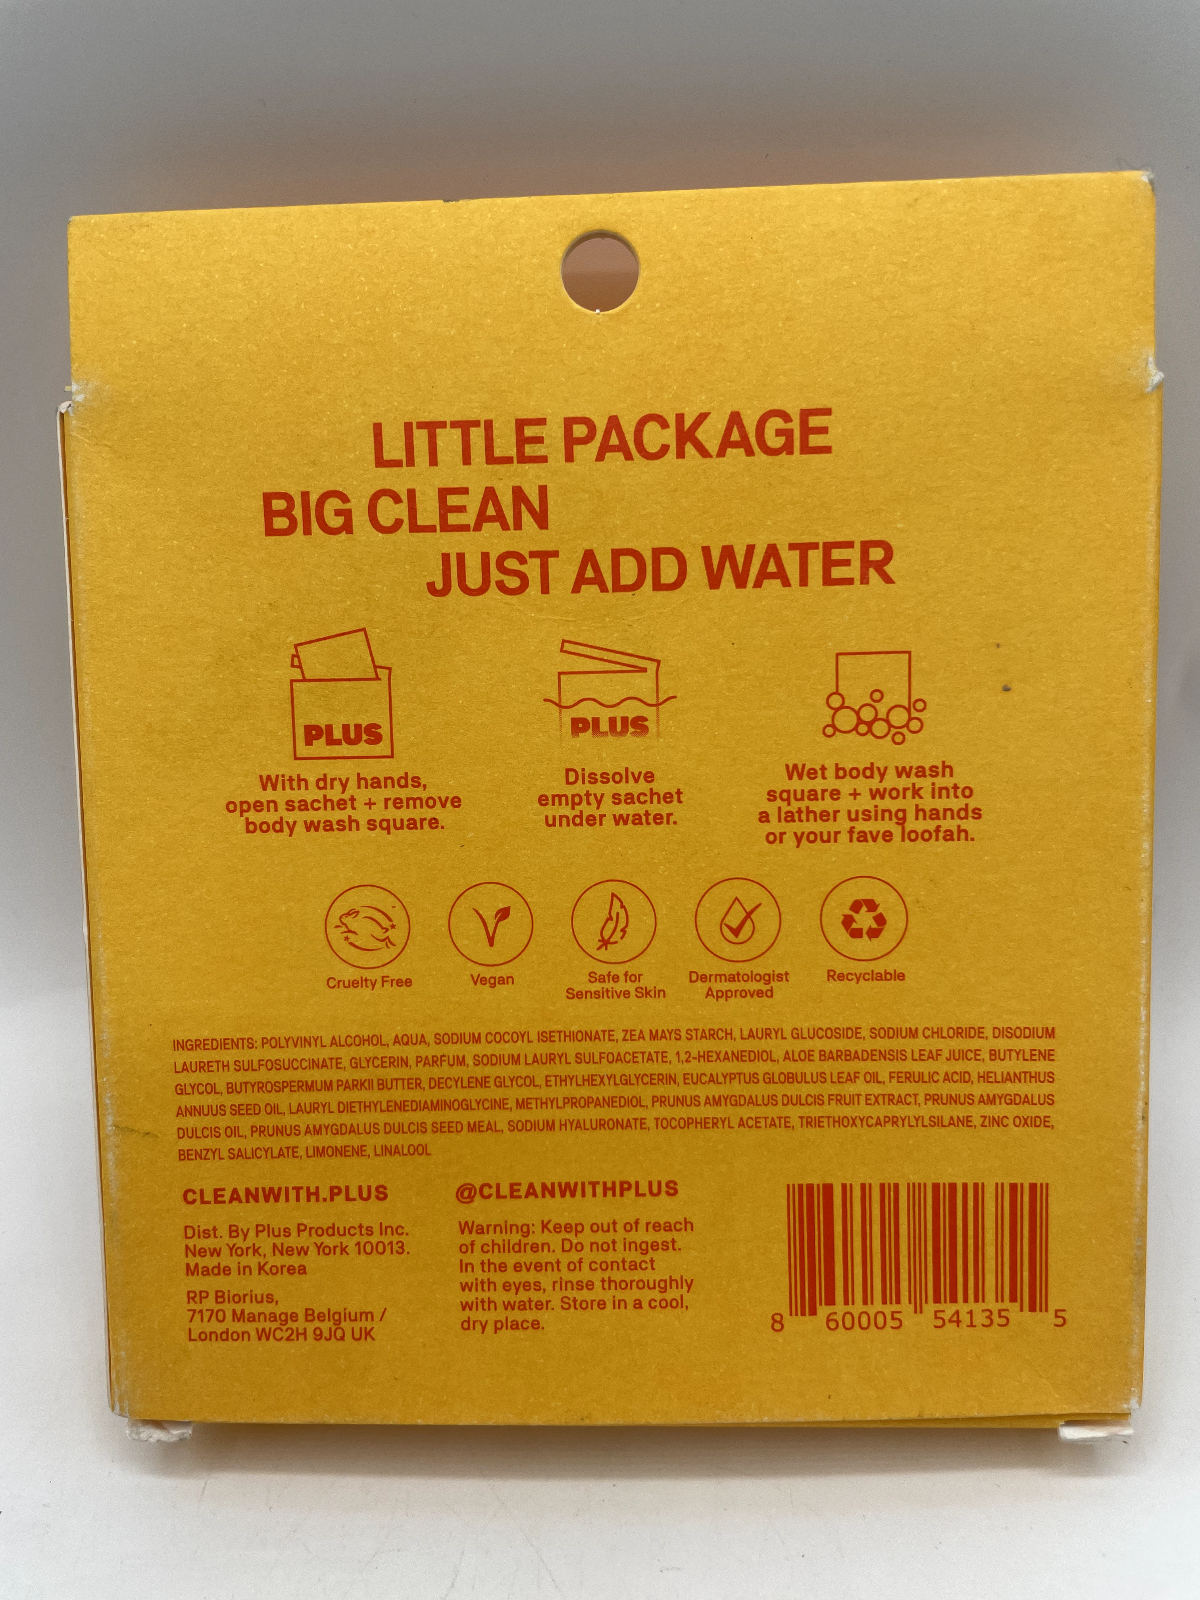 LITTLE PACKAGE
BIG CLEAN
JUST ADD WATER
PLUS
With dry hands,
open sachet + remove
body wash square.
PLUS
Dissolve
empty sachet
under water.
Wet body wash
square + work into
a lather using hands
or your fave loofah.
Cruelty Free
Vegan
Safe for
Sensitive Skin
Dermatologist
Approved
Recyclable
INGREDIENTS: POLYVINYL ALCOHOL, AQUA, SODIUM COCOYL ISETHIONATE, ZEA MAYS STARCH, LAURYL GLUCOSIDE, SODIUM CHLORIDE, DISODIUM
LAURETH SULFOSUCCINATE, GLYCERIN, PARFUM, SODIUM LAURYL SULFOACETATE, 1,2-HEXANEDIOL, ALOE BARBADENSIS LEAF JUICE, BUTYLENE
GLYCOL, BUTYROSPERMUM PARKII BUTTER, DECYLENE GLYCOL, ETHYLHEXYLGLYCERIN, EUCALYPTUS GLOBULUS LEAF OIL, FERULIC ACID, HELIANTHUS
ANNUUS SEED OIL, LAURYL DIETHYLENEDIAMINOGLYCINE, METHYLPROPANEDIOL, PRUNUS AMYGDALUS DULCIS FRUIT EXTRACT, PRUNUS AMYGDALUS
DULCIS OIL, PRUNUS AMYGDALUS DULCIS SEED MEAL, SODIUM HYALURONATE, TOCOPHERYL ACETATE, TRIETHOXYCAPRYLYLSILANE, ZINC OXIDE,
BENZYL SALICYLATE, LIMONENE, LINALOOL
CLEANWITH.PLUS
Dist. By Plus Products Inc.
New York, New York 10013.
Made in Korea
RP Biorius,
7170 Manage Belgium /
London WC2H 9JQ UK
@CLEANWITHPLUS
Warning: Keep out of reach
of children. Do not ingest.
In the event of contact
with eyes, rinse thoroughly
with water. Store in a cool,
dry place.
8 60005 54135 5